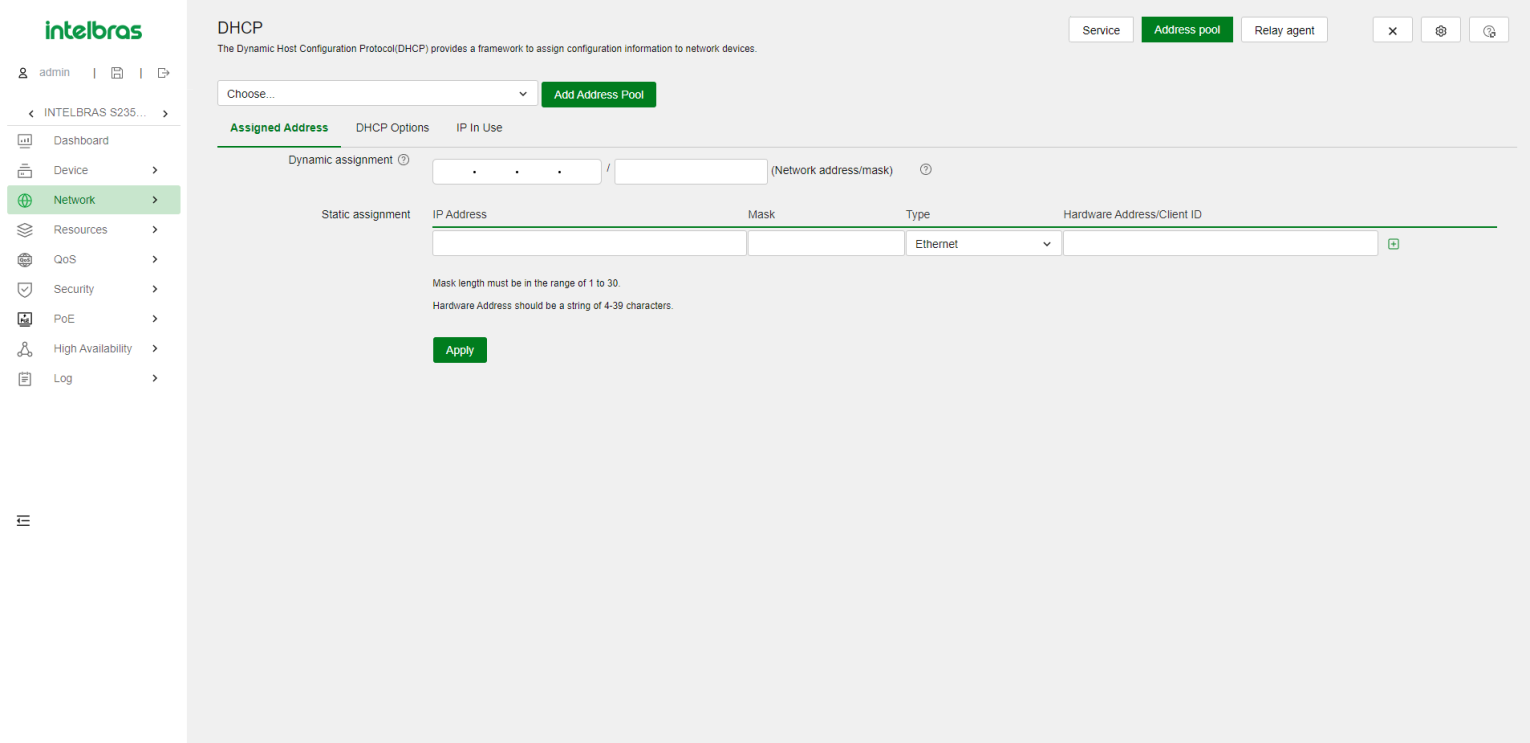 intelbras
admin | |
INTELBRAS S235...
Dashboard
Device
Network
Resources
QoS
Security
PoE
High Availability
Log
DHCP
The Dynamic Host Configuration Protocol(DHCP) provides a framework to assign configuration information to network devices.
Service Address pool Relay agent
Choose... Add Address Pool
Assigned Address DHCP Options IP In Use
Dynamic assignment . . . / (Network address/mask)
Static assignment IP Address Mask Type Hardware Address/Client ID
Ethernet
Mask length must be in the range of 1 to 30.
Hardware Address should be a string of 4-39 characters.
Apply